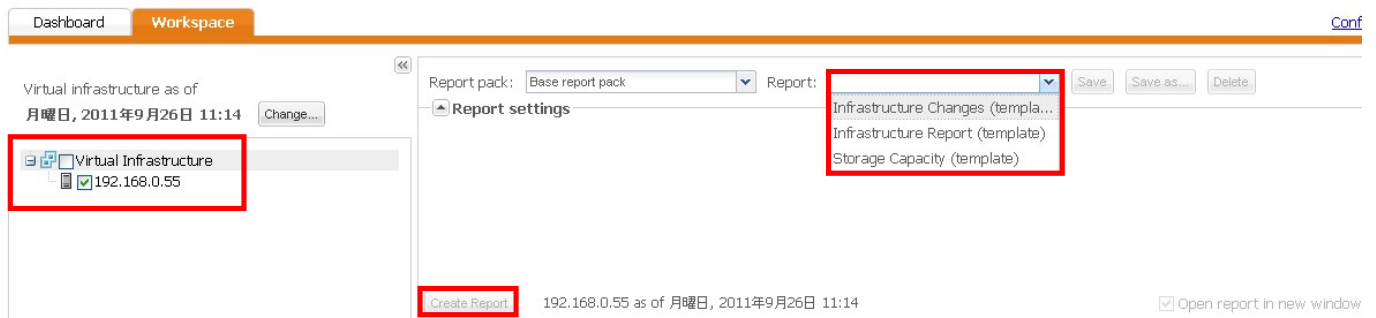 Dashboard Workspace Conf
Virtual infrastructure as of
月曜日, 2011年9月26日 11:14 Change...
Virtual Infrastructure
192.168.0.55
Report pack: Base report pack Report: Save Save as... Delete
Report settings
Infrastructure Changes (templa...
Infrastructure Report (template)
Storage Capacity (template)
Create Report 192.168.0.55 as of 月曜日, 2011年9月26日 11:14 Open report in new window